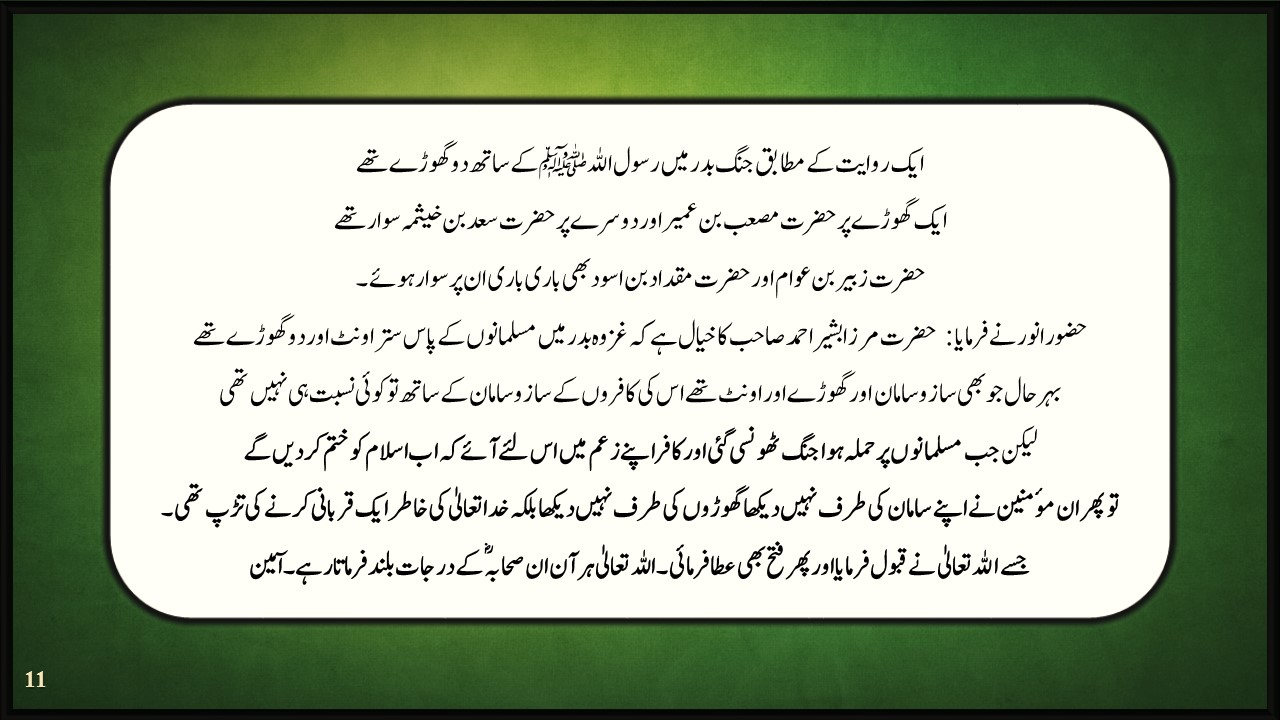 ایک روایت کے مطابق جنگ بدر میں رسول اللہ ﷺ کے ساتھ دو گھوڑے تھے
ایک گھوڑے پر حضرت مصعب بن عمیر اور دوسرے پر حضرت سعد بن خیثمہ سوار تھے
حضرت زبیر بن عوام اور حضرت مقداد بن اسود بھی باری باری ان پر سوار ہوئے۔
حضور انور نے فرمایا: حضرت مرزا بشیر احمد صاحب کا خیال ہے کہ غزوہ بدر میں مسلمانوں کے پاس ستر اونٹ اور دو گھوڑے تھے
بہر حال جو بھی ساز و سامان اور گھوڑے اور اونٹ تھے اس کی کافروں کے ساز و سامان کے ساتھ تو کوئی نسبت ہی نہیں تھی
لیکن جب مسلمانوں پر حملہ ہوا جنگ ٹھونسی گئی اور کافر اپنے زعم میں اس لئے آئے کہ اب اسلام کو ختم کر دیں گے
تو پھر ان موٴمنین نے اپنے سامان کی طرف نہیں دیکھا گھوڑوں کی طرف نہیں دیکھا بلکہ خدا تعالیٰ کی خاطر ایک قربانی کرنے کی تڑپ تھی۔
جسے اللہ تعالیٰ نے قبول فرمایا اور پھر فتح بھی عطا فرمائی۔ اللہ تعالیٰ ہر آن ان صحابہؓ کے درجات بلند فرماتا رہے۔ آمین
11